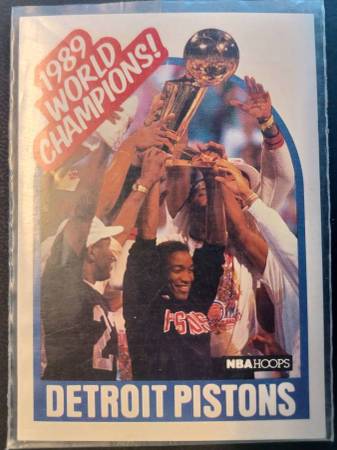 1989
WORLD
CHAMPIONS!
NBA HOOPS
DETROIT PISTONS